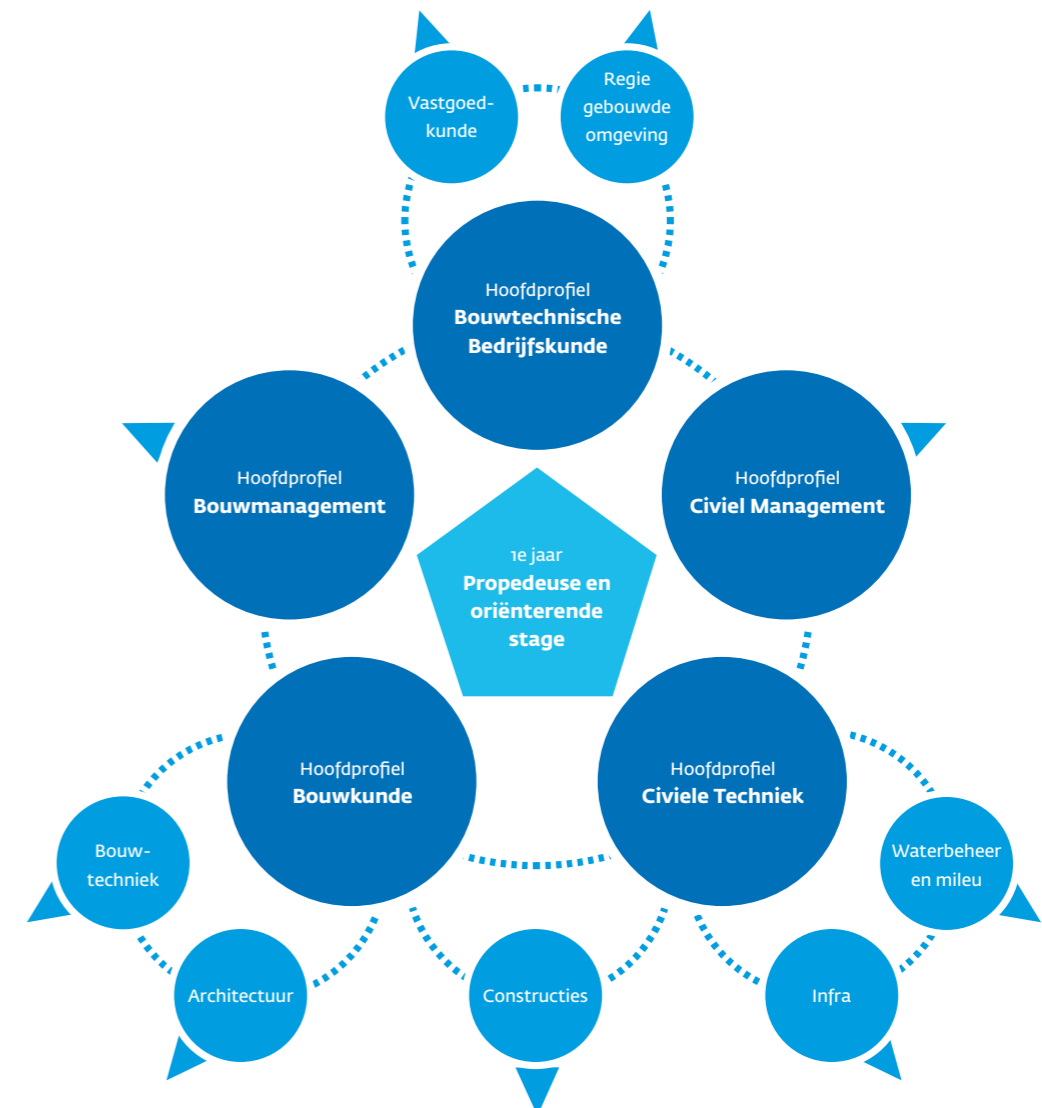 Vastgoed-
kunde
Regie
gebouwde
omgeving
Hoofdprofiel
Bouwtechnische
Bedrijfskunde
Hoofdprofiel
Bouwmanagement
Hoofdprofiel
Civiel Management
1e jaar
Propedeuse en
oriënterende
stage
Hoofdprofiel
Bouwkunde
Hoofdprofiel
Civiele Techniek
Bouw-
techniek
Waterbeheer
en mileu
Architectuur
Constructies
Infra